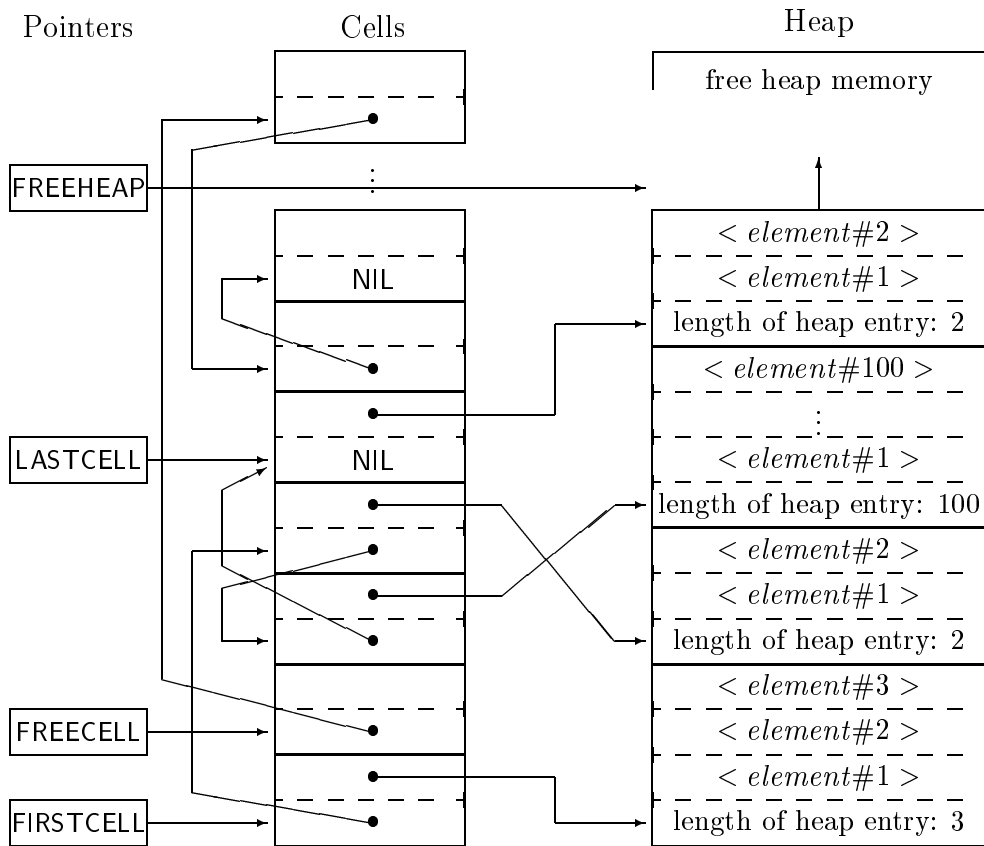 Pointers
Cells
Heap
free heap memory
FREEHEAP
< element#2 >
NIL
< element#1 >
length of heap entry: 2
< element#100 >
LASTCELL
NIL
< element#1 >
length of heap entry: 100
< element#2 >
< element#1 >
length of heap entry: 2
< element#3 >
FREECELL
< element#2 >
< element#1 >
FIRSTCELL
length of heap entry: 3